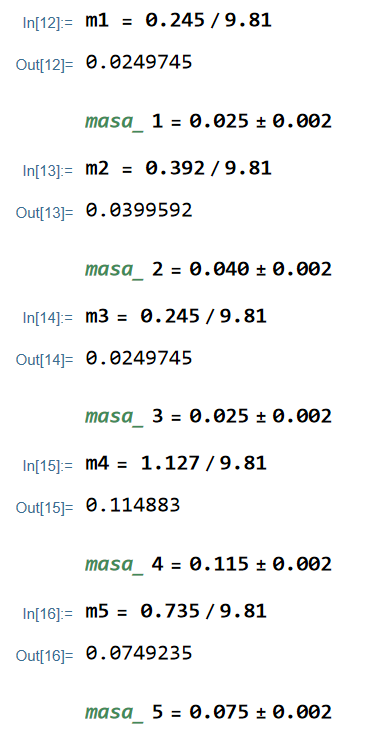 In[12]:= m1 = 0.245 / 9.81
Out[12]= 0.0249745
masa_ 1 = 0.025 ± 0.002
In[13]:= m2 = 0.392 / 9.81
Out[13]= 0.0399592
masa_ 2 = 0.040 ± 0.002
In[14]:= m3 = 0.245 / 9.81
Out[14]= 0.0249745
masa_ 3 = 0.025 ± 0.002
In[15]:= m4 = 1.127 / 9.81
Out[15]= 0.114883
masa_ 4 = 0.115 ± 0.002
In[16]:= m5 = 0.735 / 9.81
Out[16]= 0.0749235
masa_ 5 = 0.075 ± 0.002